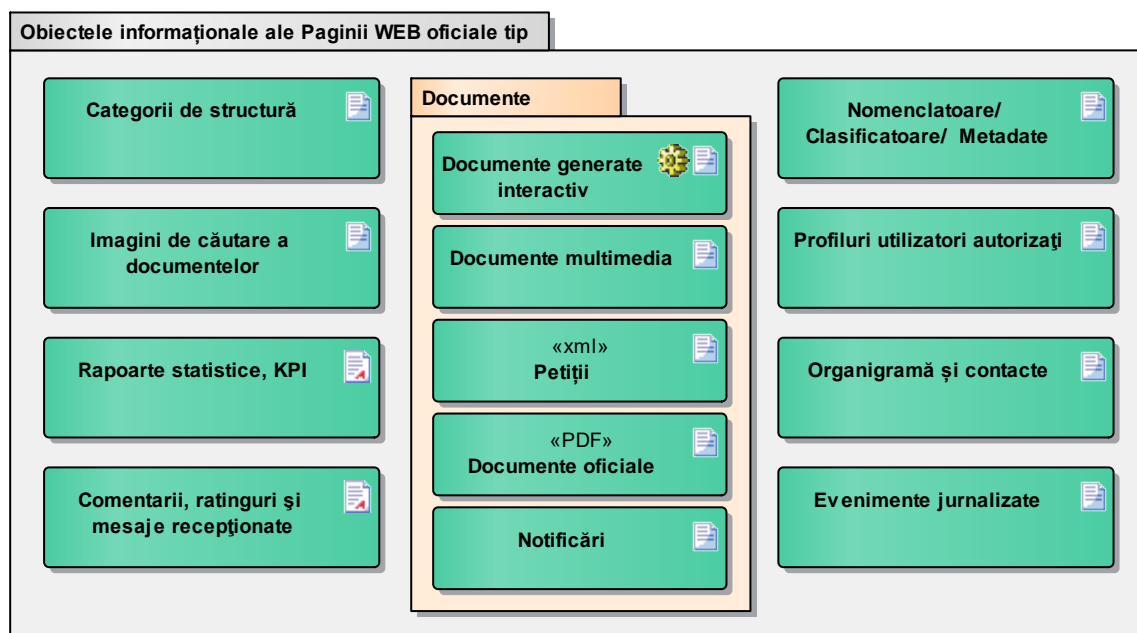 Obiectele informaționale ale Paginii WEB oficiale tip
Categorii de structură
Imagini de căutare a
documentelor
Rapoarte statistice, KPI
Comentarii, ratinguri şi
mesaje recepţionate
Documente
Documente generate
interactiv
Documente multimedia
«xml»
Petiții
«PDF»
Documente oficiale
Notificări
Nomenclatoare/
Clasificatoare/ Metadate
Profiluri utilizatori autorizaţi
Organigramă și contacte
Evenimente jurnalizate